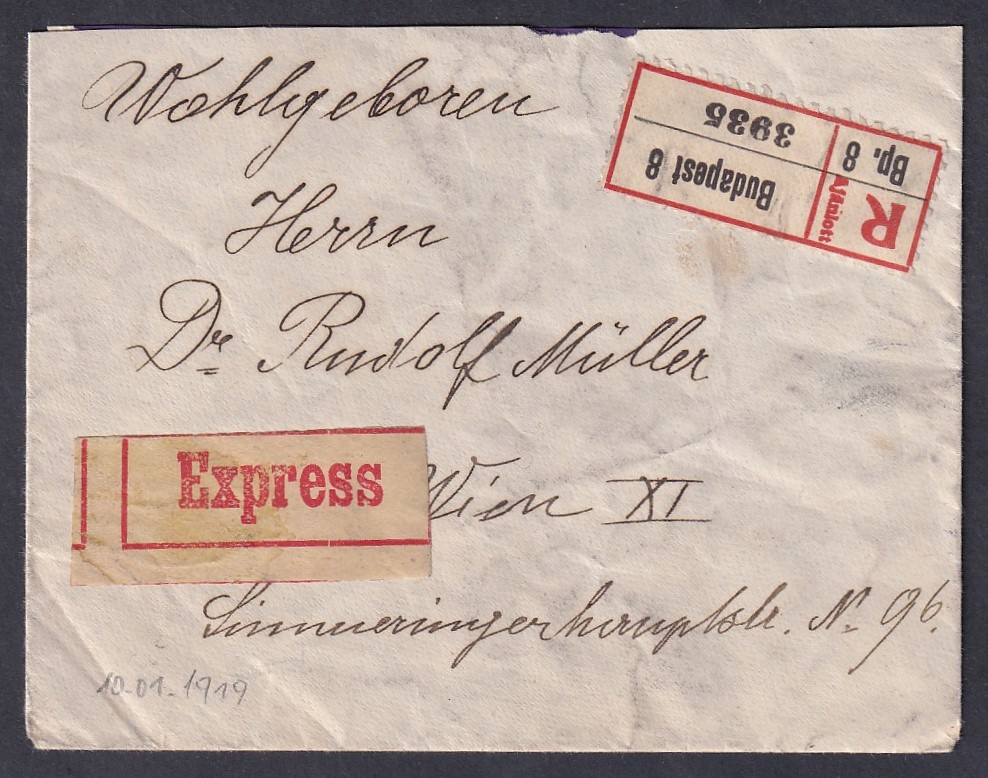 Wohlgeboren
Bp. 8
3935
R
Ajánlott
Budapest 8
Herrn
Dr Rudolf Müller
Express
Wien XI
Simmeringerhauptstr. No 96.
10-01-1919